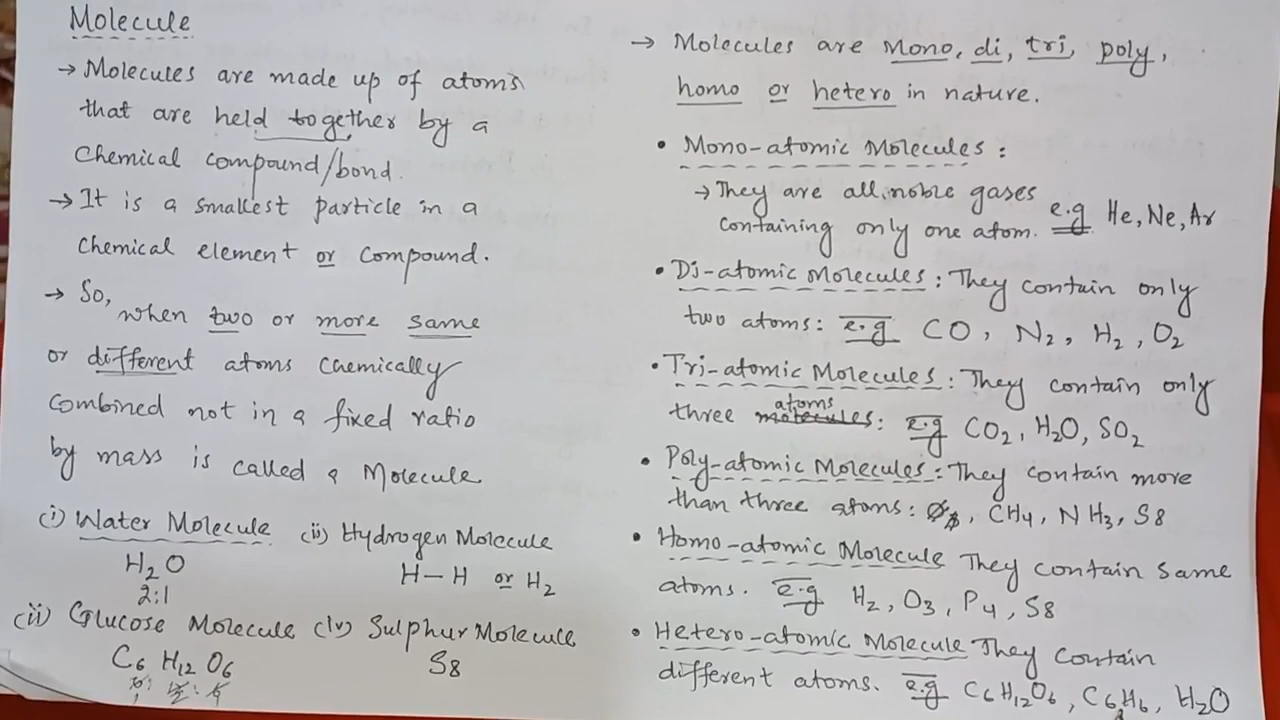 Molecule
→ Molecules are made up of atoms
that are held together by a
Chemical compound/bond.
→ It is a smallest particle in a
Chemical element or Compound.
→ So, when two or more same
or different atoms Chemically
Combined not in a fixed ratio
by mass is called a Molecule
(i) Water Molecule (ii) Hydrogen Molecule
H2O H-H or H2
2:1
(ii) Glucose Molecule (iv) Sulphur Molecule
C6 H12 O6 S8
→ Molecules are Mono, di, tri, poly,
homo or hetero in nature.
• Mono-atomic Molecules:
→ They are all noble gases
containing only one atom. e.g He, Ne, Ar
• Di-atomic Molecules: They contain only
two atoms: e.g CO, N2, H2, O2
• Tri-atomic Molecules: They contain only
three molecules atoms: e.g CO2, H2O, SO2
• Poly-atomic Molecules: They contain more
than three atoms: , CH4, NH3, S8
• Homo-atomic Molecule They contain same
atoms. e.g H2, O3, P4, S8
• Hetero-atomic Molecule They contain
different atoms. e.g C6H12O6, C6H6, H2O